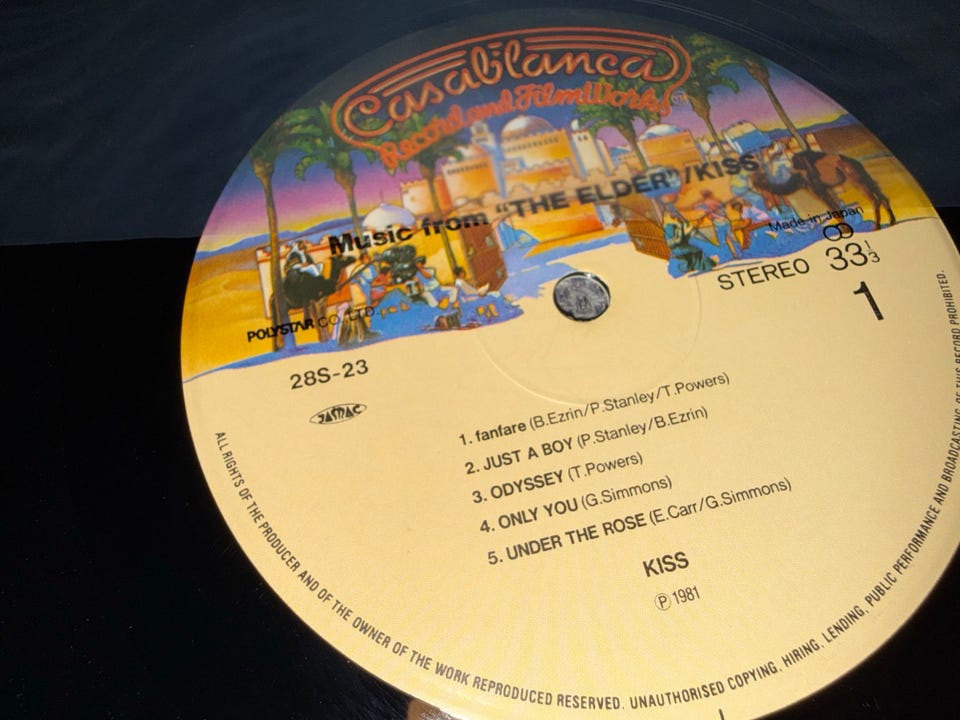 Casablanca
Record and FilmWorks
Music from "THE ELDER"/KISS
Made in Japan
POLYSTAR CO.,LTD.
STEREO 33⅓
1
28S-23
JASRAC
1. fanfare (B.Ezrin/P.Stanley/T.Powers)
2. JUST A BOY (P.Stanley/B.Ezrin)
3. ODYSSEY (T.Powers)
4. ONLY YOU (G.Simmons)
5. UNDER THE ROSE (E.Carr/G.Simmons)
KISS
Ⓟ1981
ALL RIGHTS OF THE PRODUCER AND OF THE OWNER OF THE WORK REPRODUCED RESERVED. UNAUTHORISED COPYING, HIRING, LENDING, PUBLIC PERFORMANCE AND BROADCASTING OF THIS RECORD PROHIBITED.